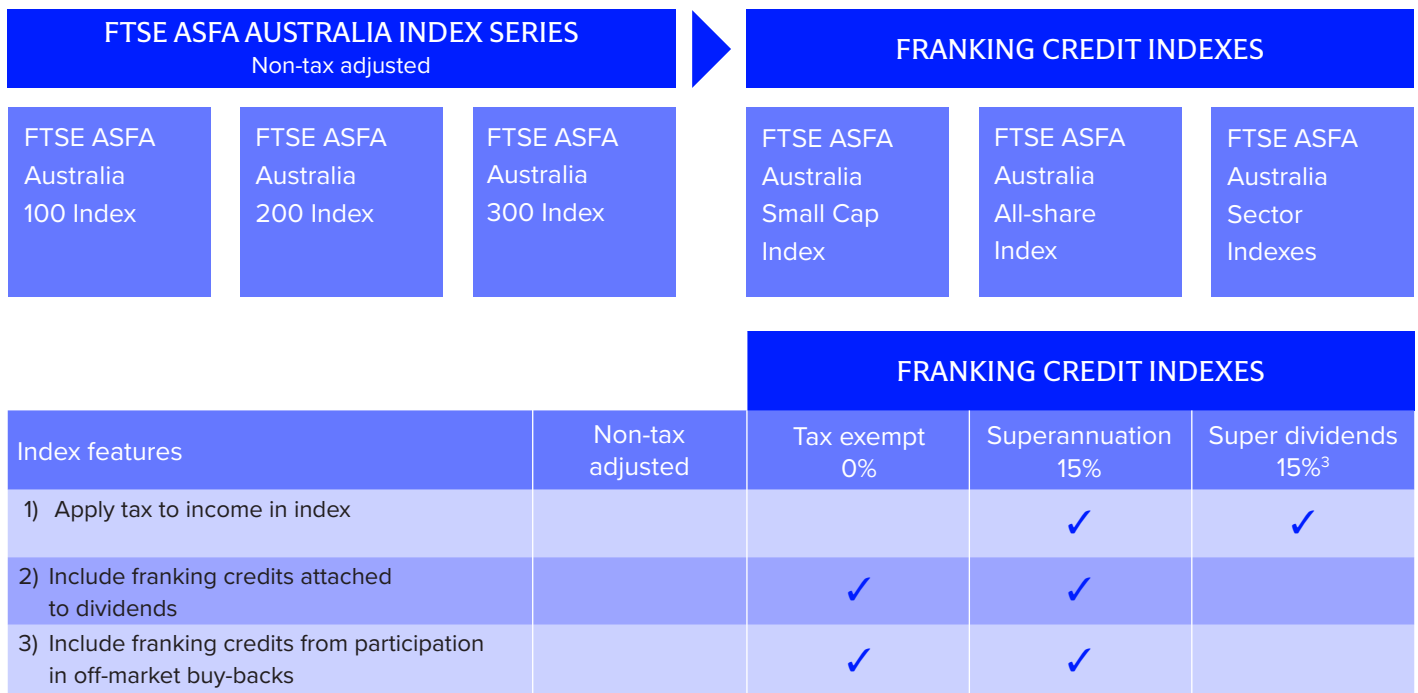 FTSE ASFA AUSTRALIA INDEX SERIES
Non-tax adjusted
FRANKING CREDIT INDEXES
FTSE ASFA
Australia
100 Index
FTSE ASFA
Australia
200 Index
FTSE ASFA
Australia
300 Index
FTSE ASFA
Australia
Small Cap
Index
FTSE ASFA
Australia
All-share
Index
FTSE ASFA
Australia
Sector
Indexes
FRANKING CREDIT INDEXES
Index features
Non-tax
adjusted
Tax exempt
0%
Superannuation
15%
Super dividends
15%³
1) Apply tax to income in index ✓ ✓
2) Include franking credits attached
to dividends ✓ ✓
3) Include franking credits from participation
in off-market buy-backs ✓ ✓